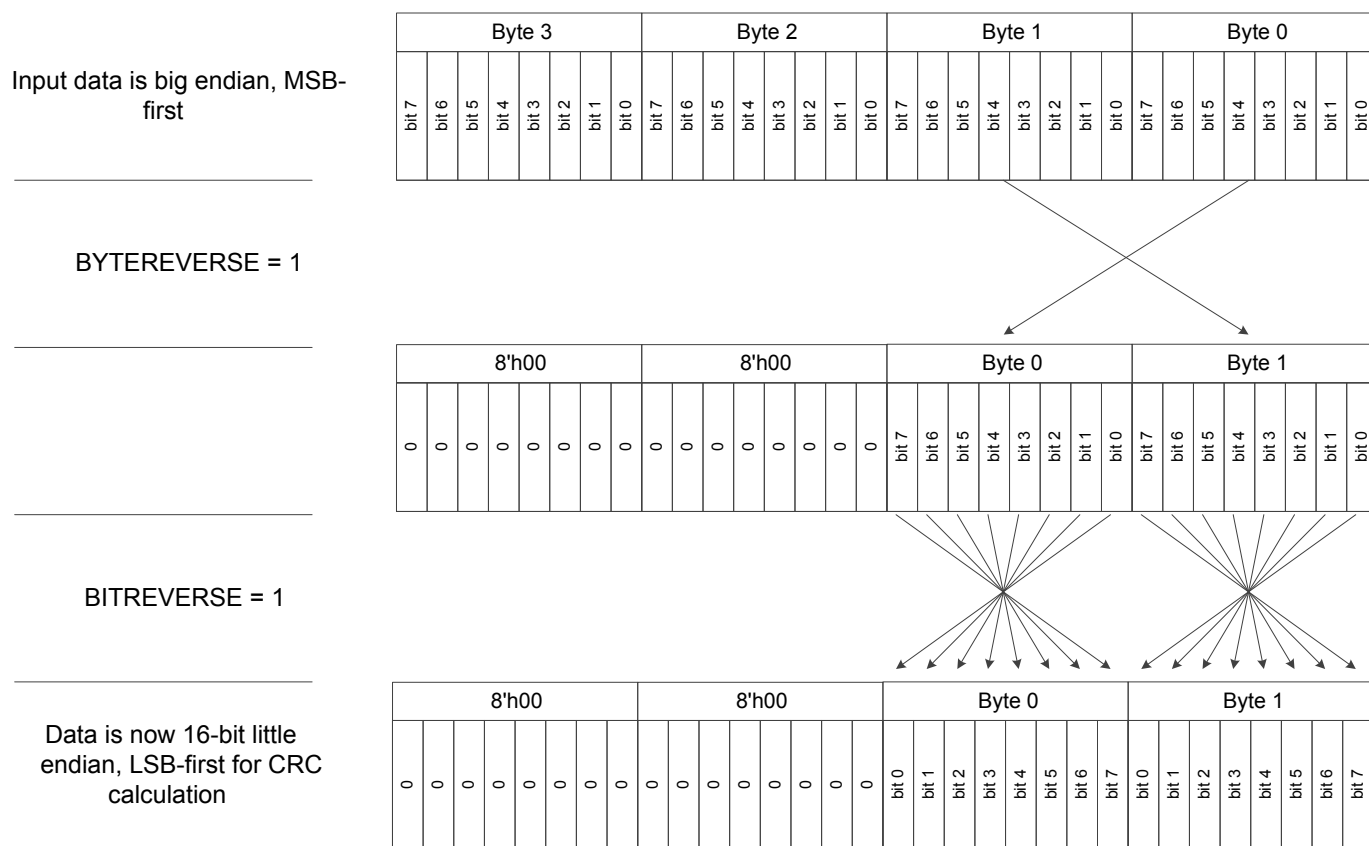 Byte 3 Byte 2 Byte 1 Byte 0
Input data is big endian, MSB-
first
bit 7 bit 6 bit 5 bit 4 bit 3 bit 2 bit 1 bit 0 bit 7 bit 6 bit 5 bit 4 bit 3 bit 2 bit 1 bit 0 bit 7 bit 6 bit 5 bit 4 bit 3 bit 2 bit 1 bit 0 bit 7 bit 6 bit 5 bit 4 bit 3 bit 2 bit 1 bit 0
BYTEREVERSE = 1
8'h00 8'h00 Byte 0 Byte 1
0 0 0 0 0 0 0 0 0 0 0 0 0 0 0 0 bit 7 bit 6 bit 5 bit 4 bit 3 bit 2 bit 1 bit 0 bit 7 bit 6 bit 5 bit 4 bit 3 bit 2 bit 1 bit 0
BITREVERSE = 1
8'h00 8'h00 Byte 0 Byte 1
Data is now 16-bit little
endian, LSB-first for CRC
calculation
0 0 0 0 0 0 0 0 0 0 0 0 0 0 0 0 bit 0 bit 1 bit 2 bit 3 bit 4 bit 5 bit 6 bit 7 bit 0 bit 1 bit 2 bit 3 bit 4 bit 5 bit 6 bit 7